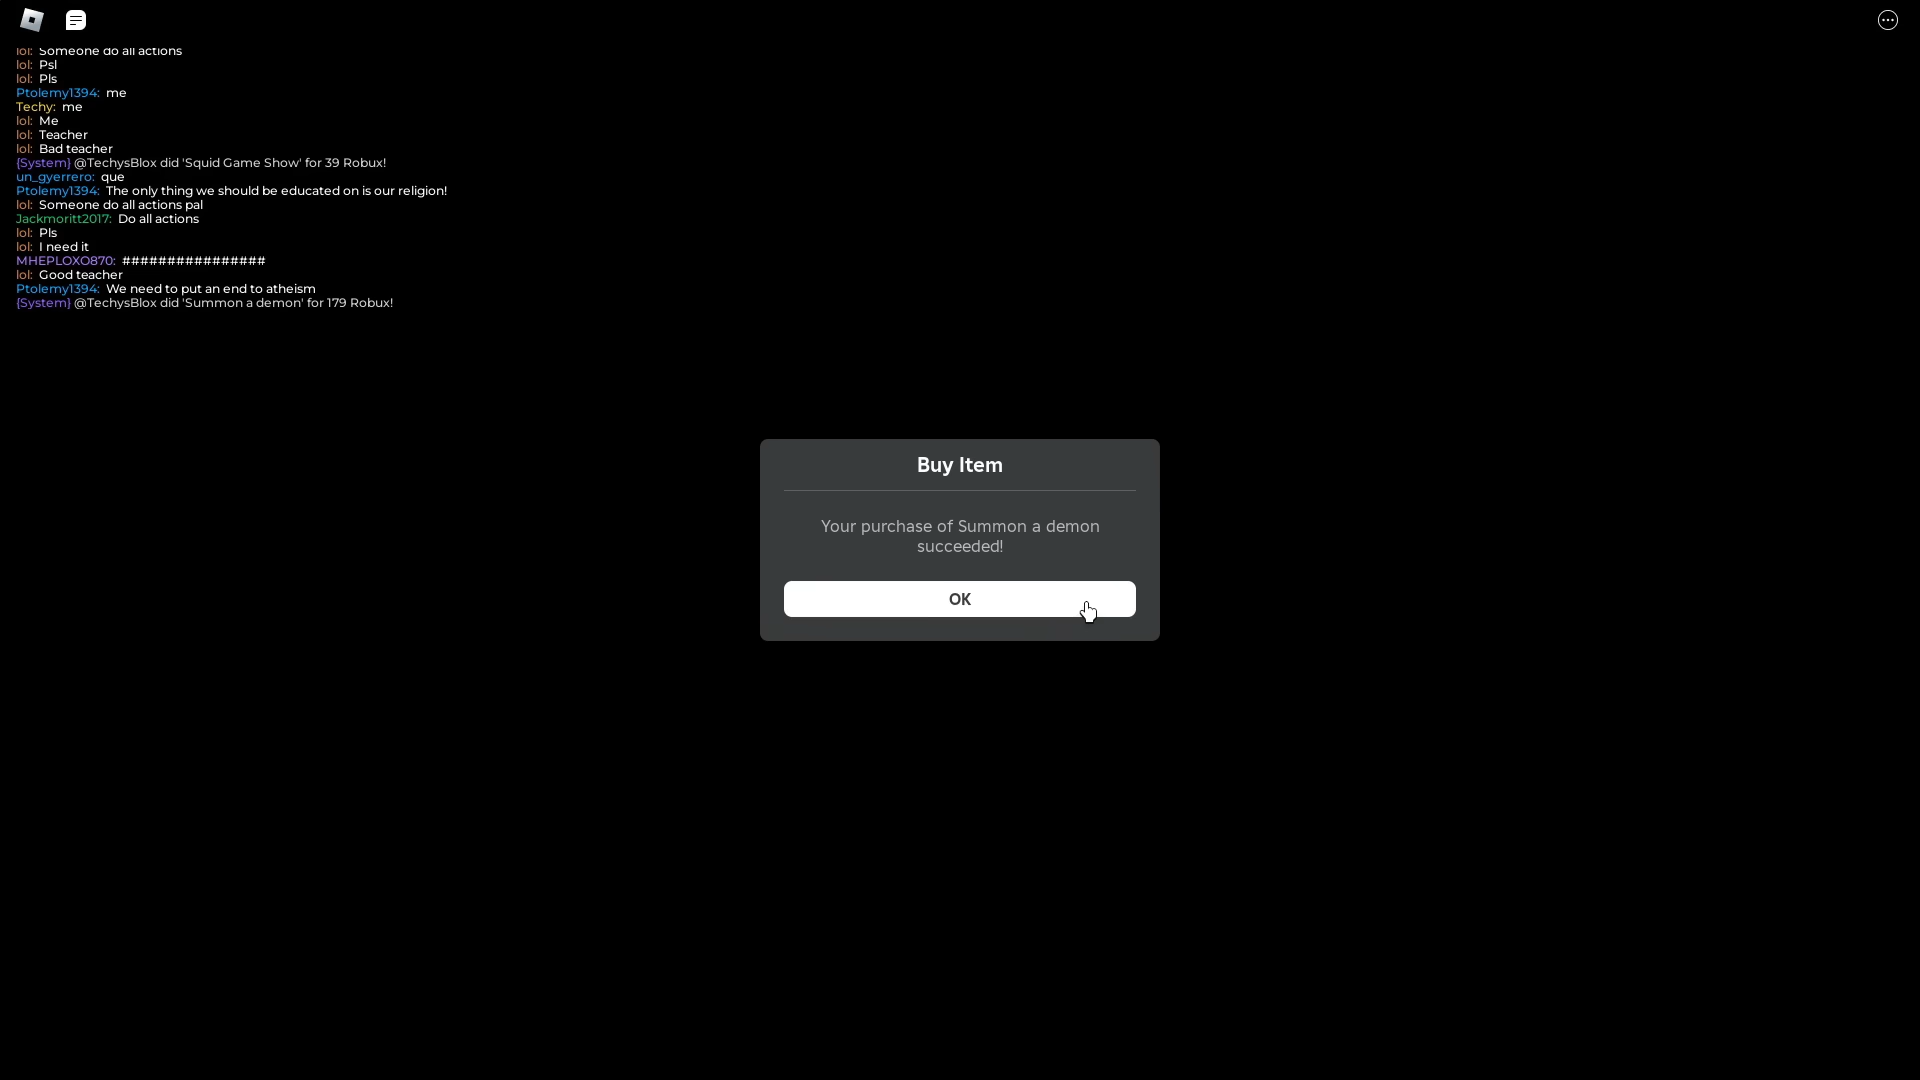 lol: Someone do all actions
lol: Psl
lol: Pls
Ptolemy1394: me
Techy: me
lol: Me
lol: Teacher
lol: Bad teacher
{System} @TechysBlox did 'Squid Game Show' for 39 Robux!
un_gyerrero: que
Ptolemy1394: The only thing we should be educated on is our religion!
lol: Someone do all actions pal
Jackmoritt2017: Do all actions
lol: Pls
lol: I need it
MHEPLOXO870: ################
lol: Good teacher
Ptolemy1394: We need to put an end to atheism
{System} @TechysBlox did 'Summon a demon' for 179 Robux!
Buy Item
Your purchase of Summon a demon
succeeded!
OK